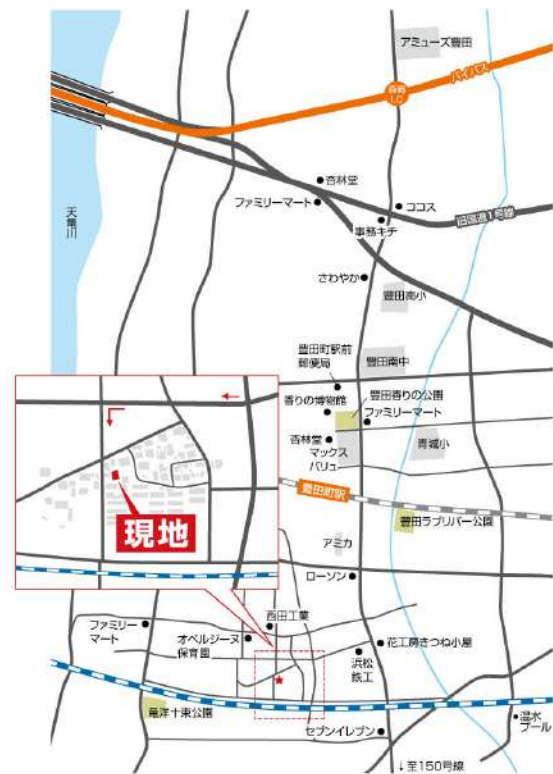 アミューズ豊田
バイパス
天竜川
杏林堂
ファミリーマート
ココス
旧国道1号線
事務キチ
さわやか
豊田南小
豊田町駅前
郵便局
豊田南中
香りの博物館
豊田香りの公園
ファミリーマート
杏林堂
マックス
バリュ
青城小
豊田町駅
豊田ラブリバー公園
現地
アミカ
ローソン
西田工業
ファミリー
マート
オベルジーヌ
保育園
花工房きつね小屋
浜松
鉄工
竜洋十束公園
セブンイレブン
温水
プール
↓至150号線